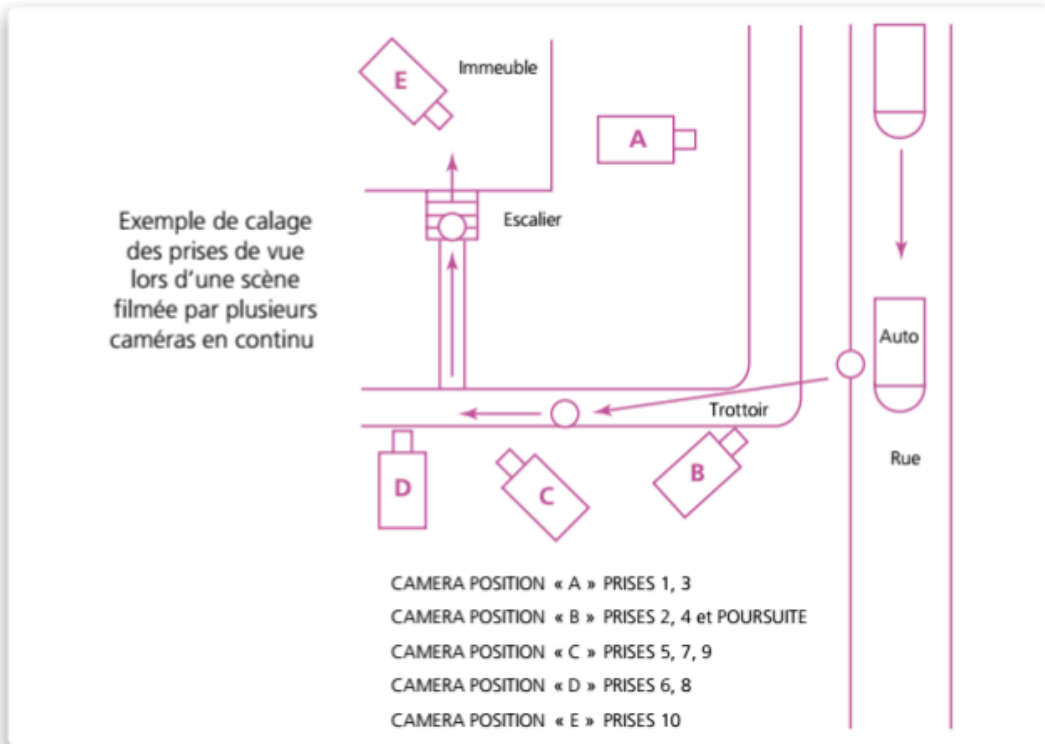 E
Immeuble
A
Exemple de calage
des prises de vue
lors d'une scène
filmée par plusieurs
caméras en continu
Escalier
Auto
Trottoir
Rue
B
D
C
CAMERA POSITION « A » PRISES 1, 3
CAMERA POSITION « B » PRISES 2, 4 et POURSUITE
CAMERA POSITION « C » PRISES 5, 7, 9
CAMERA POSITION « D » PRISES 6, 8
CAMERA POSITION « E » PRISES 10